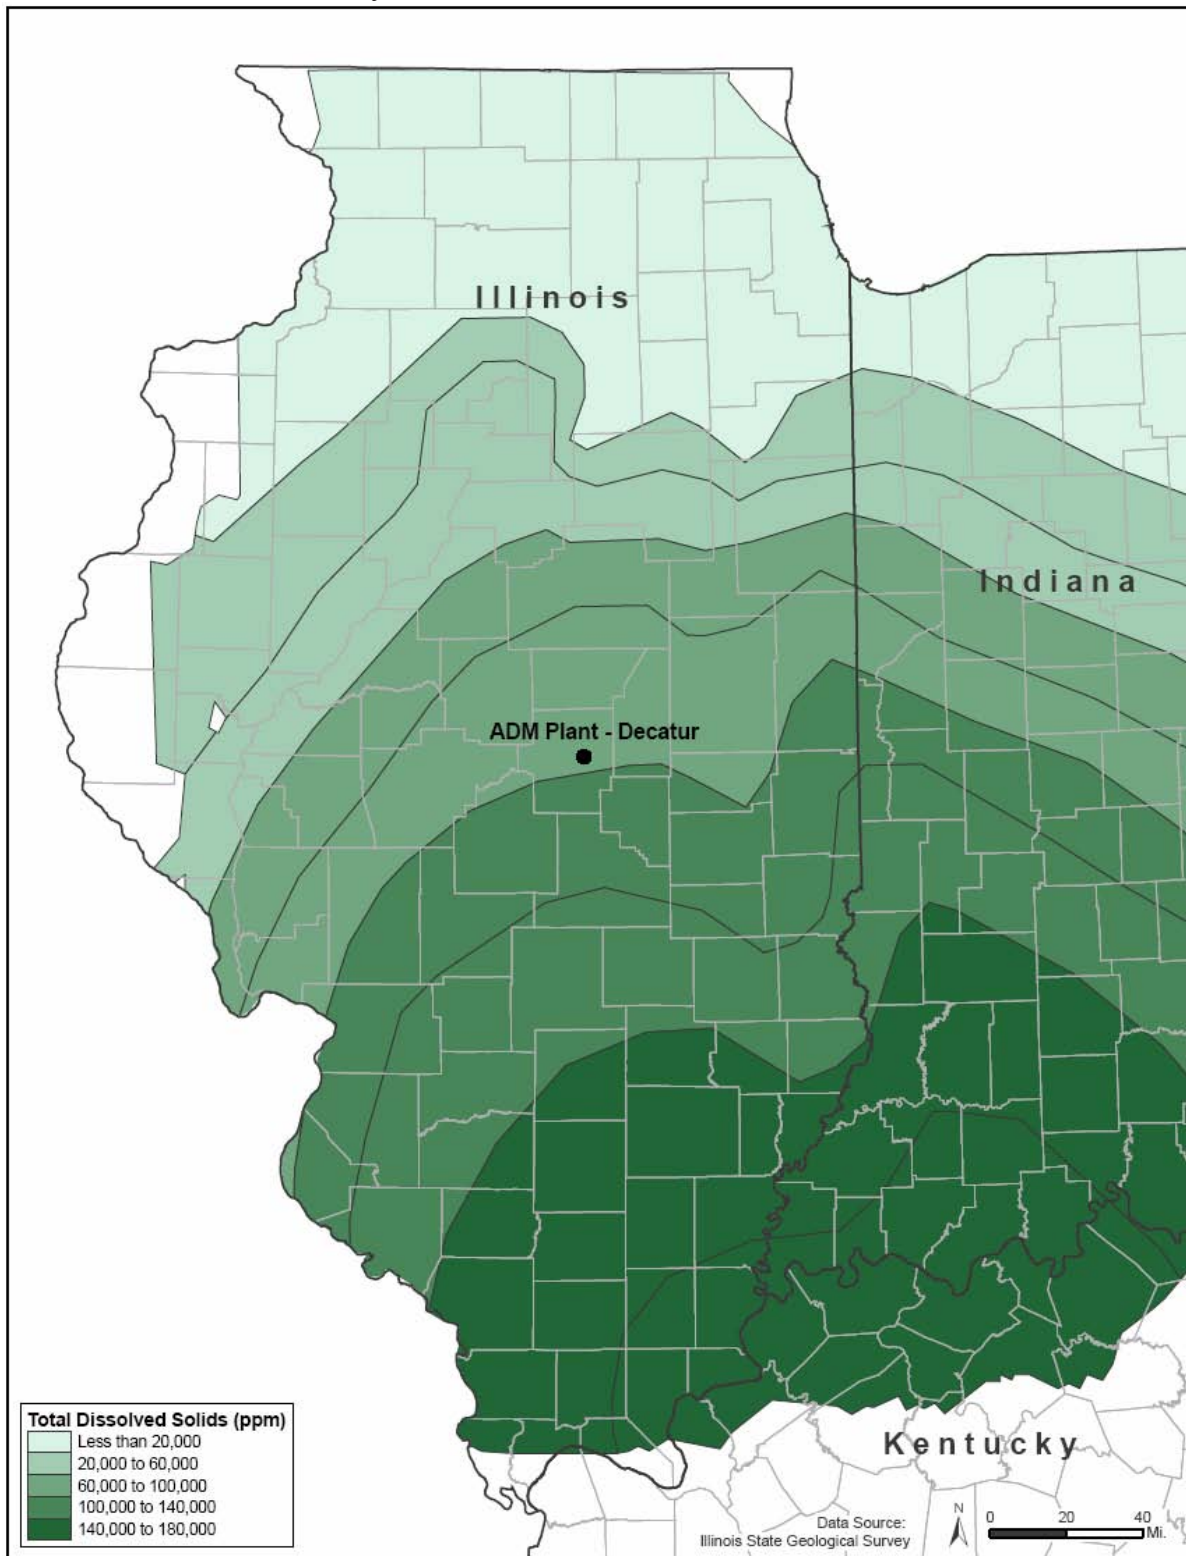 Illinois
Indiana
ADM Plant - Decatur
Total Dissolved Solids (ppm)
Less than 20,000
20,000 to 60,000
60,000 to 100,000
100,000 to 140,000
140,000 to 180,000
Kentucky
Data Source:
Illinois State Geological Survey
N
0 20 40
Mi.